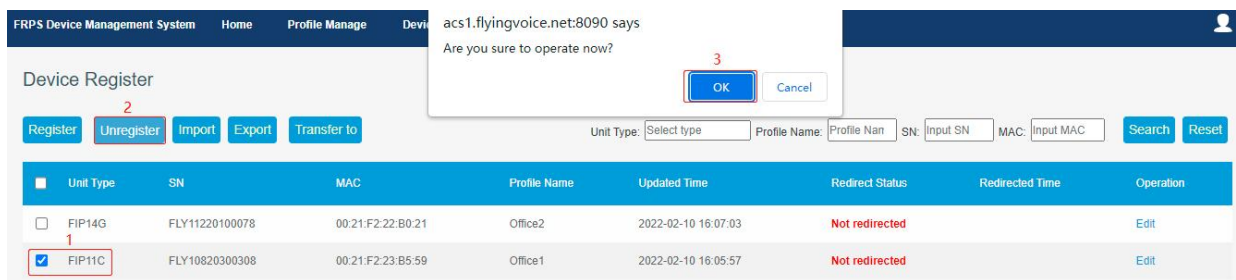 FRPS Device Management System Home Profile Manage Devi
acs1.flyingvoice.net:8090 says
Are you sure to operate now?
3
OK Cancel
Device Register
2
Register Unregister Import Export Transfer to Unit Type: Select type Profile Name: Profile Nan SN: Input SN MAC: Input MAC Search Reset
Unit Type SN MAC Profile Name Updated Time Redirect Status Redirected Time Operation
FIP14G FLY11220100078 00:21:F2:22:B0:21 Office2 2022-02-10 16:07:03 Not redirected Edit
1
FIP11C FLY10820300308 00:21:F2:23:B5:59 Office1 2022-02-10 16:05:57 Not redirected Edit